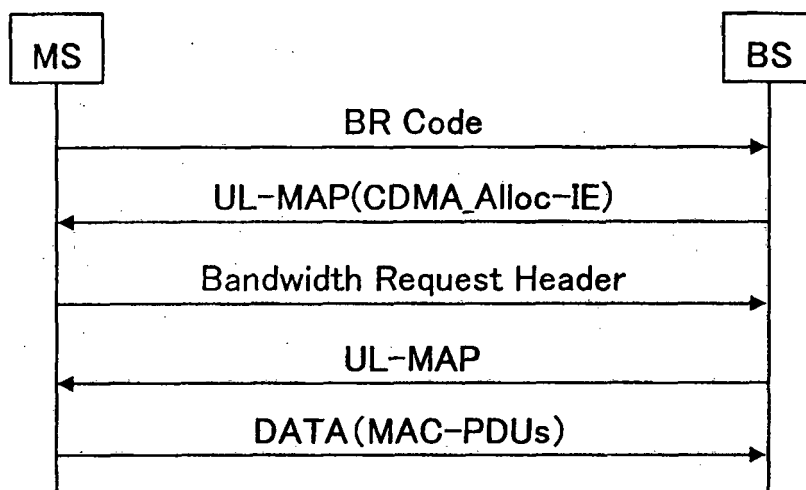 MS
BS
BR Code
UL-MAP(CDMA_Alloc-IE)
Bandwidth Request Header
UL-MAP
DATA(MAC-PDUs)